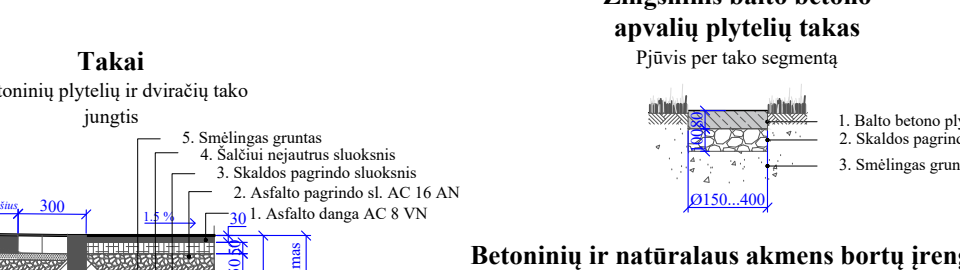 Takai
toninių plytelių ir dviračių tako
jungtis
5. Smėlingas gruntas
4. Šalčiui nejautrus sluoksnis
3. Skaldos pagrindo sluoksnis
2. Asfalto pagrindo sl. AC 16 AN
1. Asfalto danga AC 8 VN
300
1.5 %
30
50
mas
Žingsninis balto betono
apvalių plytelių takas
Pjūvis per tako segmentą
80
100
1. Balto betono ply
2. Skaldos pagrind
3. Smėlingas grun
Ø150...400
Betoninių ir natūralaus akmens bortų įreng